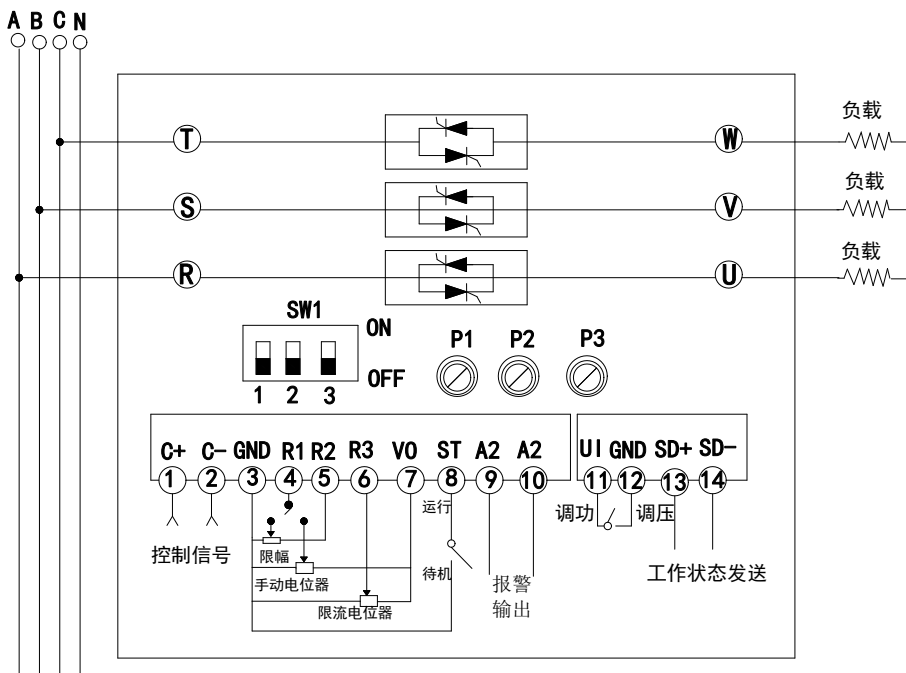 A B C N
T W 负载
S V 负载
R U 负载
SW1
ON
OFF
1 2 3
P1 P2 P3
C+ C- GND R1 R2 R3 V0 ST A2 A2
1 2 3 4 5 6 7 8 9 10
UI GND SD+ SD-
11 12 13 14
控制信号
限幅
手动电位器
限流电位器
运行
待机
报警
输出
调功 调压
工作状态发送